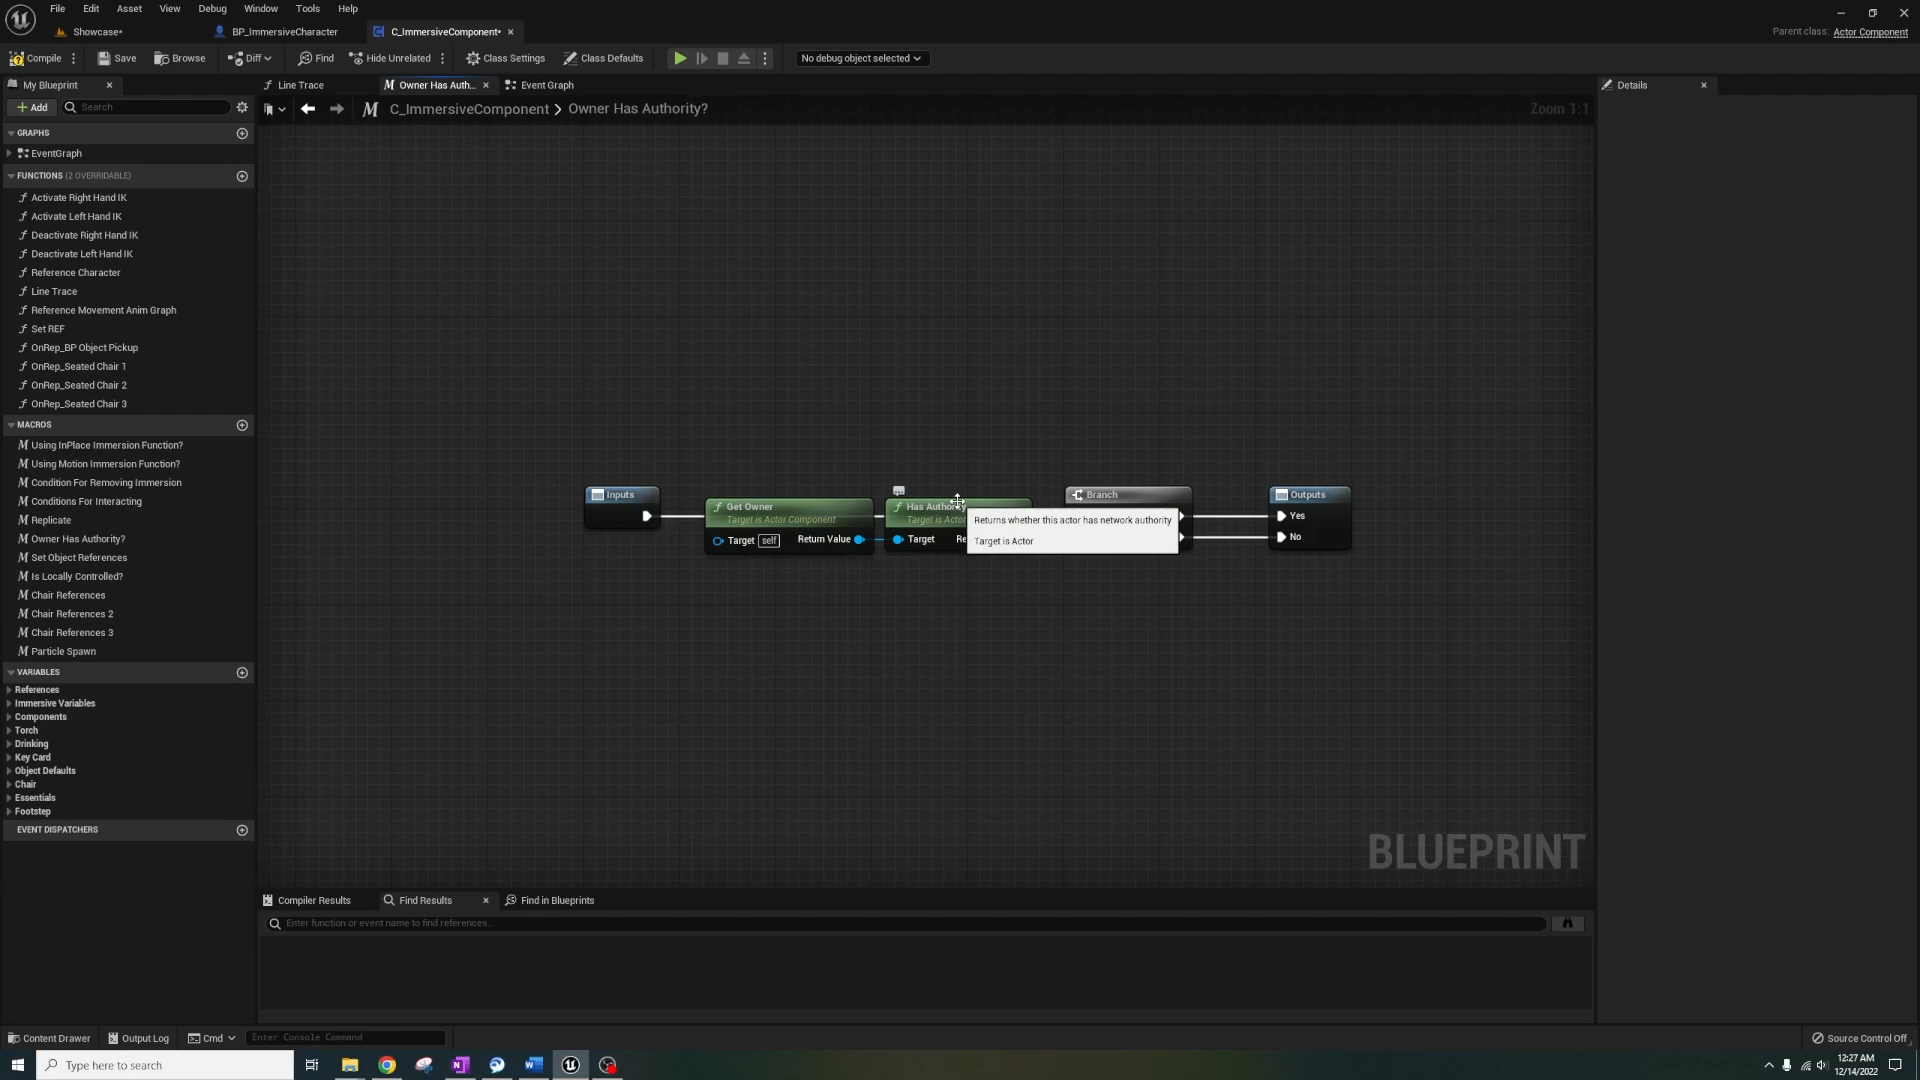 File Edit Asset View Debug Window Tools Help
Showcase* BP_ImmersiveCharacter C_ImmersiveComponent*
Parent class: Actor Component
Compile Save Browse Diff Find Hide Unrelated Class Settings Class Defaults No debug object selected
My Blueprint
Line Trace Owner Has Auth... Event Graph
Details
Add Search
C_ImmersiveComponent > Owner Has Authority?
Zoom 1:1
GRAPHS
EventGraph
FUNCTIONS (2 OVERRIDABLE)
Activate Right Hand IK
Activate Left Hand IK
Deactivate Right Hand IK
Deactivate Left Hand IK
Reference Character
Line Trace
Reference Movement Anim Graph
Set REF
OnRep_BP Object Pickup
OnRep_Seated Chair 1
OnRep_Seated Chair 2
OnRep_Seated Chair 3
MACROS
Using InPlace Immersion Function?
Using Motion Immersion Function?
Condition For Removing Immersion
Conditions For Interacting
Replicate
Owner Has Authority?
Set Object References
Is Locally Controlled?
Chair References
Chair References 2
Chair References 3
Particle Spawn
VARIABLES
References
Immersive Variables
Components
Torch
Drinking
Key Card
Object Defaults
Chair
Essentials
Footstep
EVENT DISPATCHERS
Inputs
Get Owner
Target is Actor Component
Target self Return Value
Has Authority
Target is Actor
Target Re
Returns whether this actor has network authority
Target is Actor
Branch
Outputs
Yes
No
BLUEPRINT
Compiler Results Find Results Find in Blueprints
Enter function or event name to find references...
Content Drawer Output Log Cmd Enter Console Command
Source Control Off
Type here to search
12:27 AM
12/14/2022